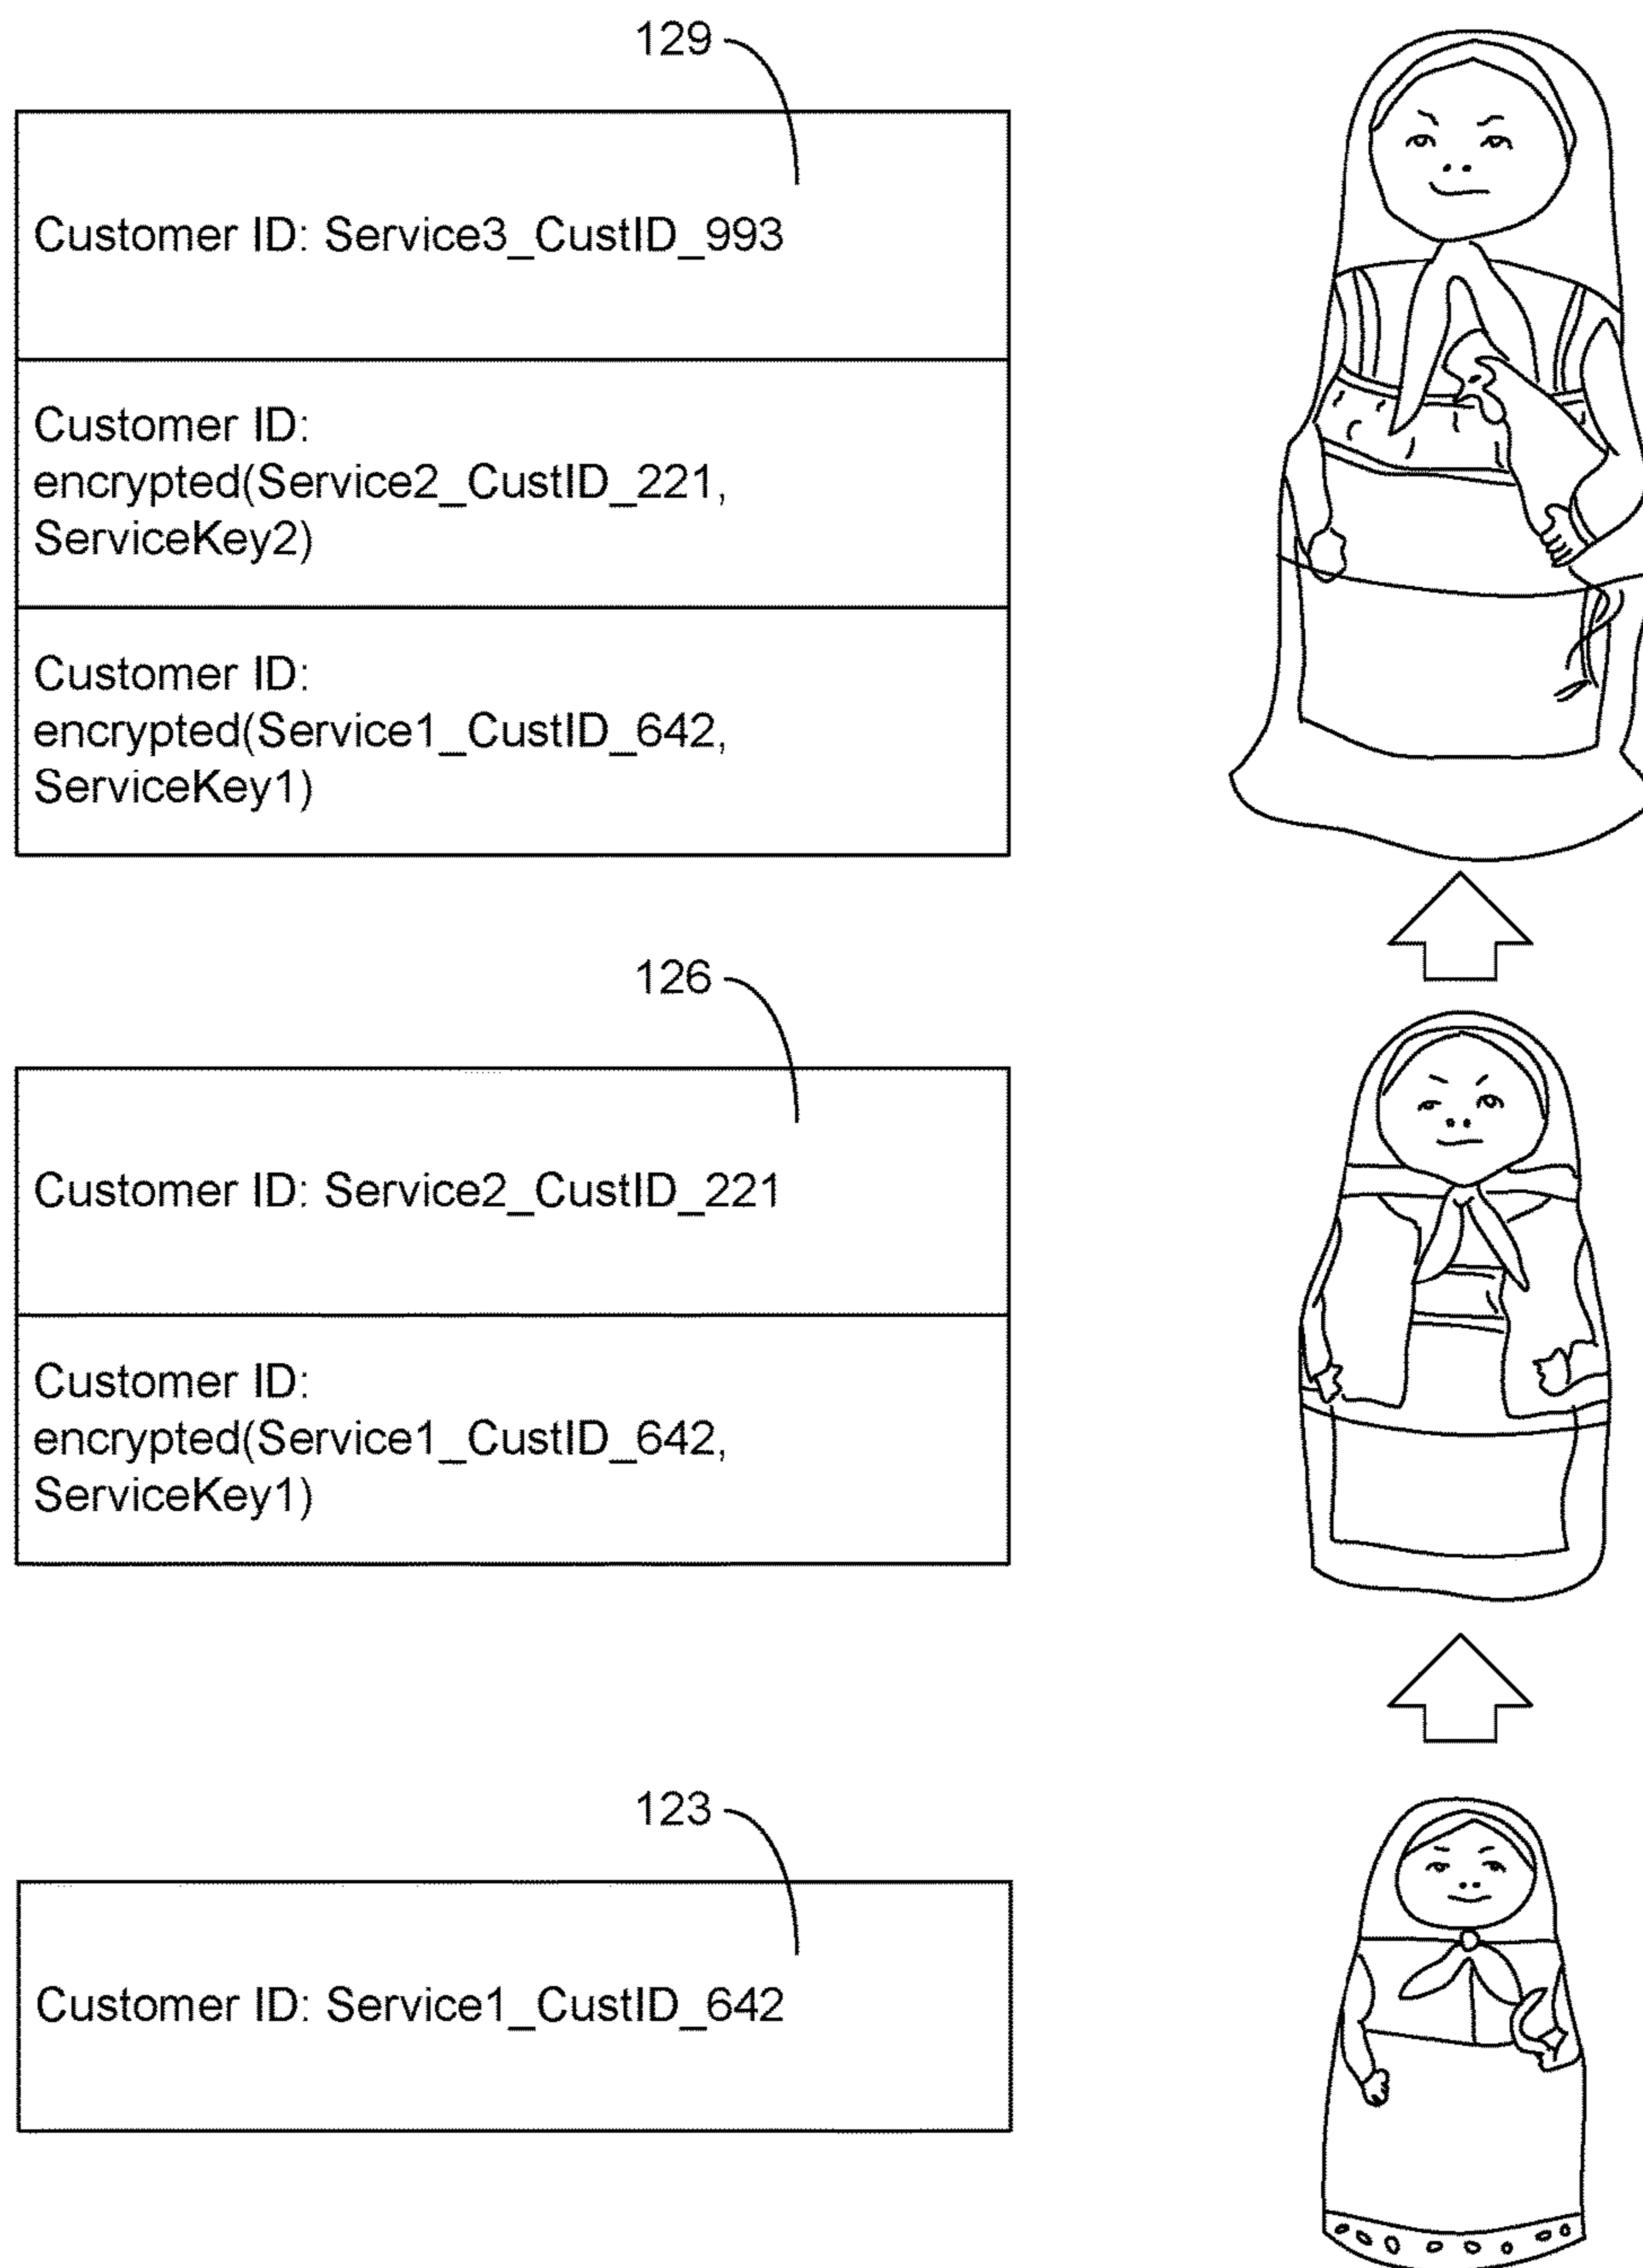 129
Customer ID: Service3_CustID_993
Customer ID:
encrypted(Service2_CustID_221,
ServiceKey2)
Customer ID:
encrypted(Service1_CustID_642,
ServiceKey1)
126
Customer ID: Service2_CustID_221
Customer ID:
encrypted(Service1_CustID_642,
ServiceKey1)
123
Customer ID: Service1_CustID_642